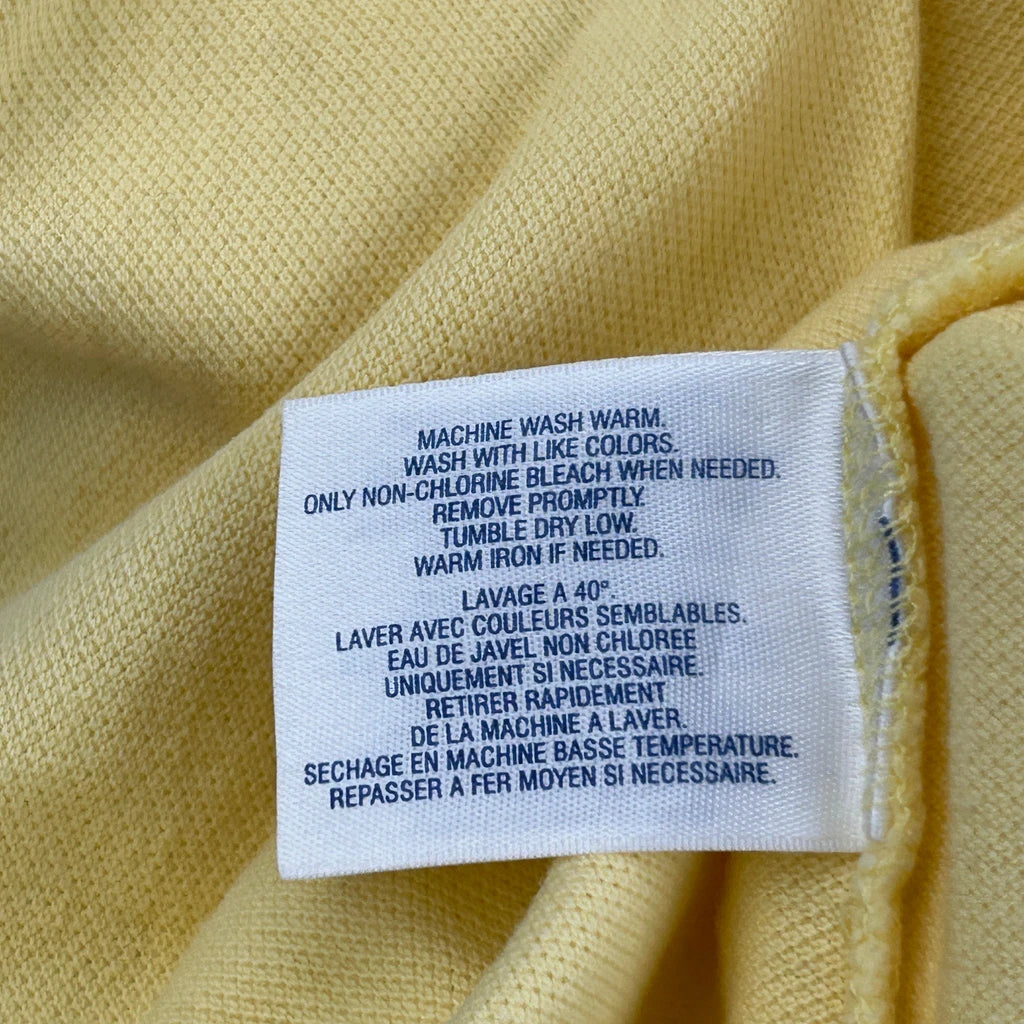 MACHINE WASH WARM.
WASH WITH LIKE COLORS.
ONLY NON-CHLORINE BLEACH WHEN NEEDED.
REMOVE PROMPTLY.
TUMBLE DRY LOW.
WARM IRON IF NEEDED.
LAVAGE A 40°.
LAVER AVEC COULEURS SEMBLABLES.
EAU DE JAVEL NON CHLOREE
UNIQUEMENT SI NECESSAIRE.
RETIRER RAPIDEMENT
DE LA MACHINE A LAVER.
SECHAGE EN MACHINE BASSE TEMPERATURE.
REPASSER A FER MOYEN SI NECESSAIRE.